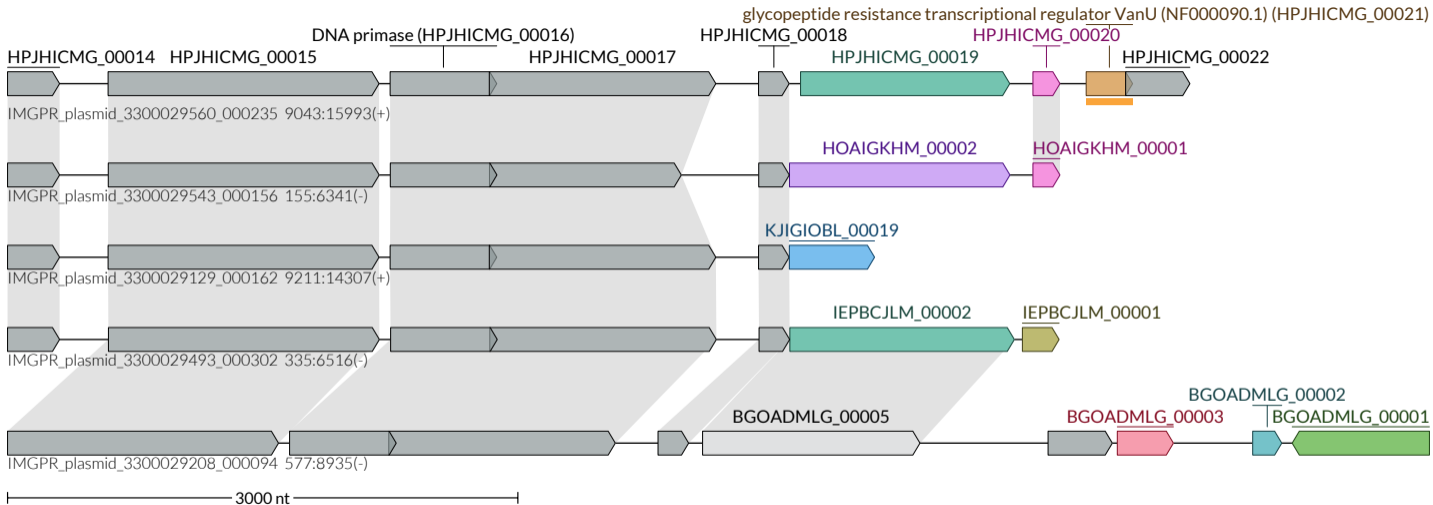 glycopeptide resistance transcriptional regulator VanU (NF000090.1) (HPJHICMG_00021)
DNA primase (HPJHICMG_00016) HPJHICMG_00018 HPJHICMG_00020
HPJHICMG_00014 HPJHICMG_00015 HPJHICMG_00017 HPJHICMG_00019 HPJHICMG_00022
IMGPR_plasmid_3300029560_000235 9043:15993(+)
HOAIGKHM_00002 HOAIGKHM_00001
IMGPR_plasmid_3300029543_000156 155:6341(-)
KJIGIOBL_00019
IMGPR_plasmid_3300029129_000162 9211:14307(+)
IEPBCJLM_00002 IEPBCJLM_00001
IMGPR_plasmid_3300029493_000302 335:6516(-)
BGOADMLG_00002
BGOADMLG_00005 BGOADMLG_00003 BGOADMLG_00001
IMGPR_plasmid_3300029208_000094 577:8935(-)
3000 nt